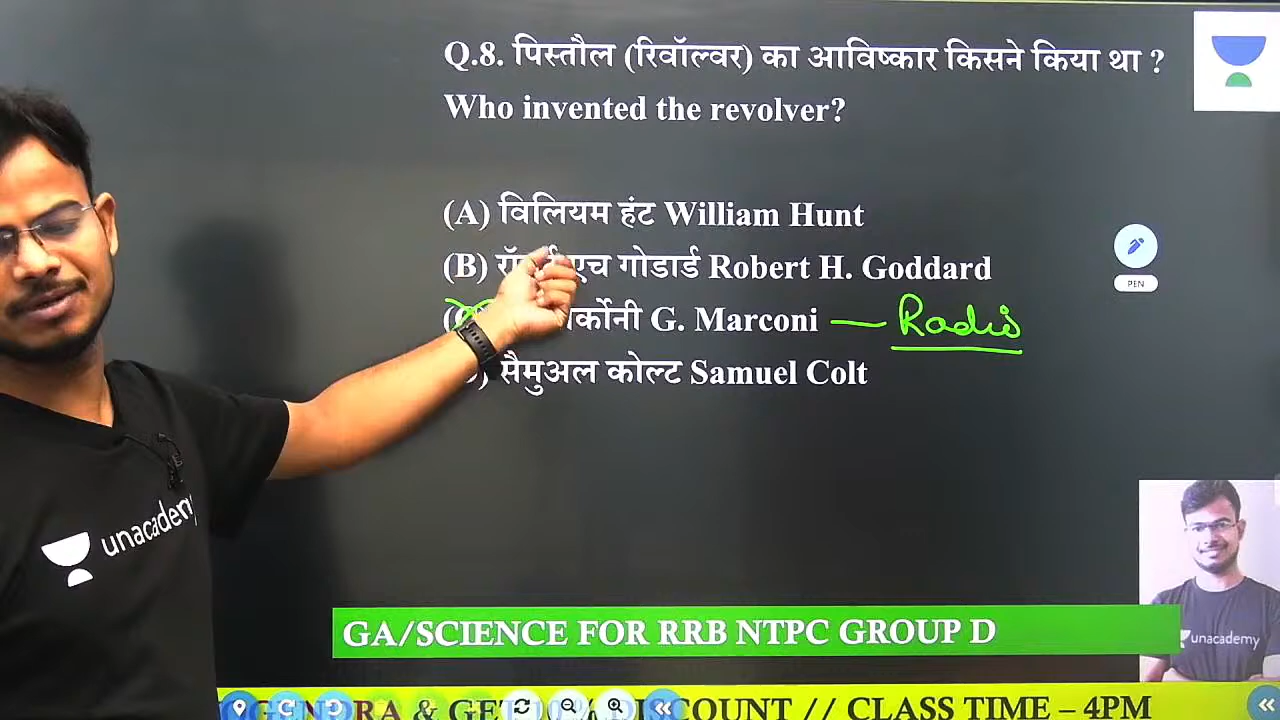 Q.8. पिस्तौल (रिवॉल्वर) का आविष्कार किसने किया था ?
Who invented the revolver?
(A) विलियम हंट William Hunt
(B) एच गोडार्ड Robert H. Goddard
G. Marconi — Radio
सैमुअल कोल्ट Samuel Colt
PEN
unacademy
unacademy
GA/SCIENCE FOR RRB NTPC GROUP D
// CLASS TIME – 4PM